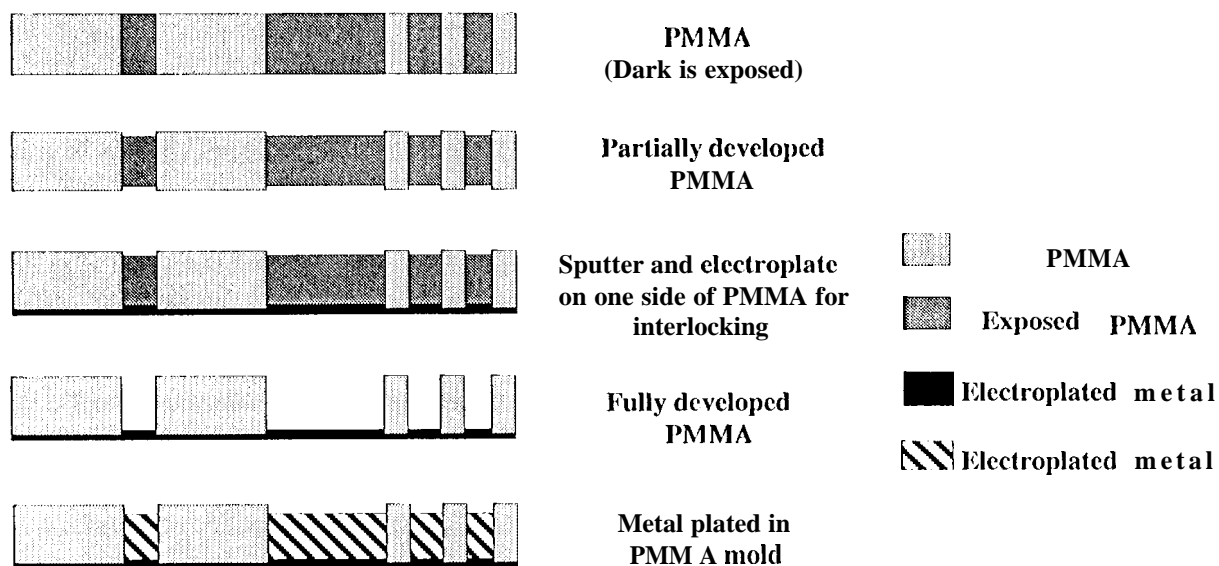 PMMA
(Dark is exposed)
Partially developed
PMMA
Sputter and electroplate
on one side of PMMA for
interlocking
Fully developed
PMMA
Metal plated in
PMM A mold
PMMA
Exposed PMMA
Electroplated metal
Electroplated metal